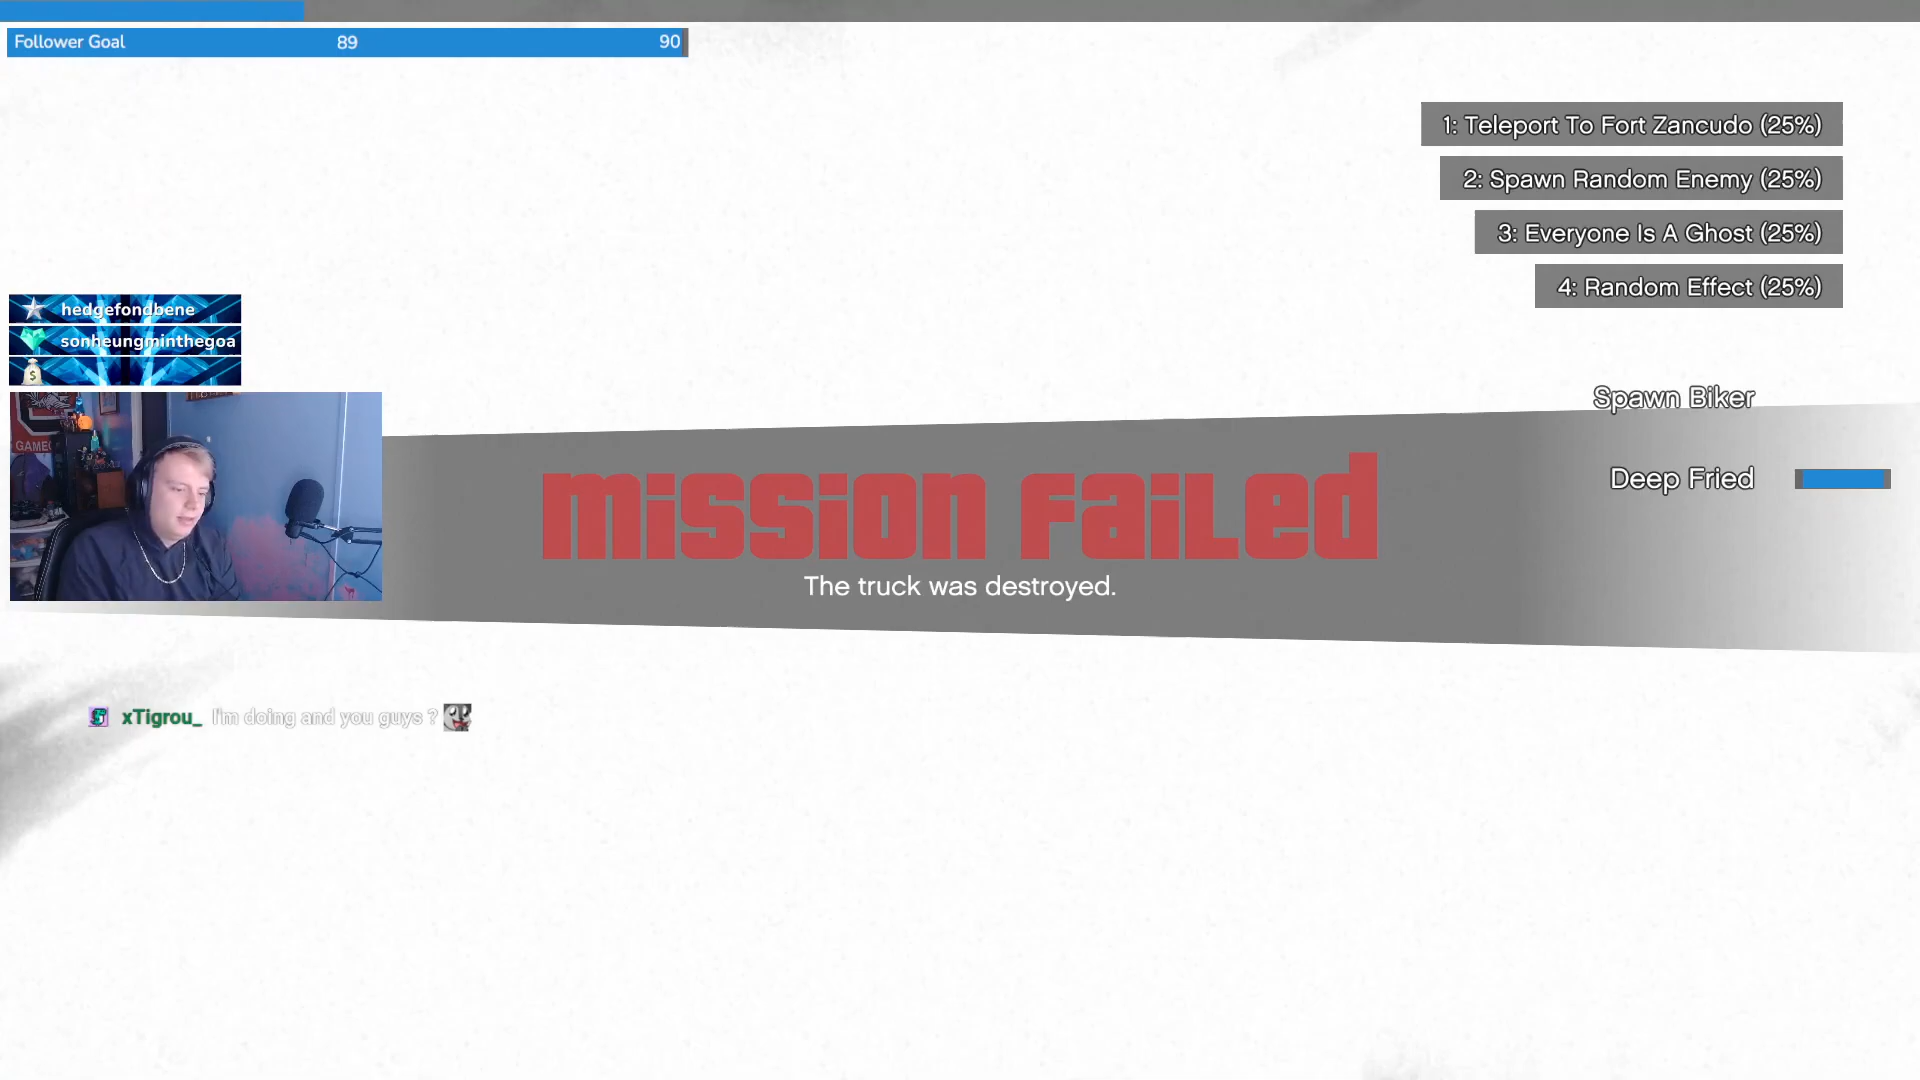 Follower Goal 89 90
1: Teleport To Fort Zancudo (25%)
2: Spawn Random Enemy (25%)
3: Everyone Is A Ghost (25%)
4: Random Effect (25%)
hedgefondbene
sonheungminthegoa
Spawn Biker
GAMEC
mission failed
Deep Fried
The truck was destroyed.
xTigrou_ I'm doing and you guys ?